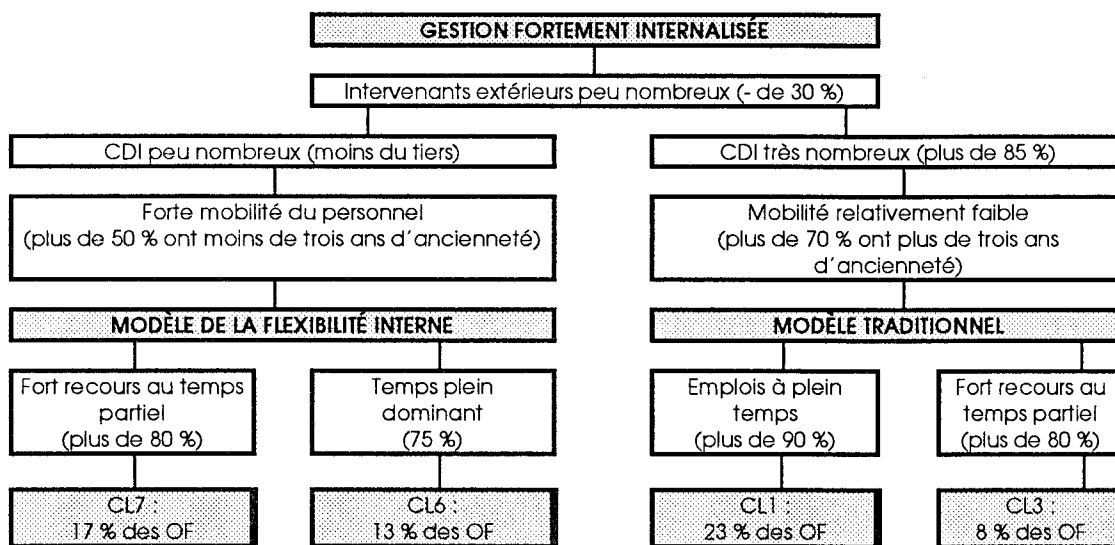 GESTION FORTEMENT INTERNALISÉE
Intervenants extérieurs peu nombreux (- de 30 %)
CDI peu nombreux (moins du tiers)
CDI très nombreux (plus de 85 %)
Forte mobilité du personnel
(plus de 50 % ont moins de trois ans d'ancienneté)
Mobilité relativement faible
(plus de 70 % ont plus de trois ans
d'ancienneté)
MODÈLE DE LA FLEXIBILITÉ INTERNE
MODÈLE TRADITIONNEL
Fort recours au temps
partiel
(plus de 80 %)
Temps plein
dominant
(75 %)
Emplois à plein
temps
(plus de 90 %)
Fort recours au
temps partiel
(plus de 80 %)
CL7 :
17 % des OF
CL6 :
13 % des OF
CL1 :
23 % des OF
CL3 :
8 % des OF